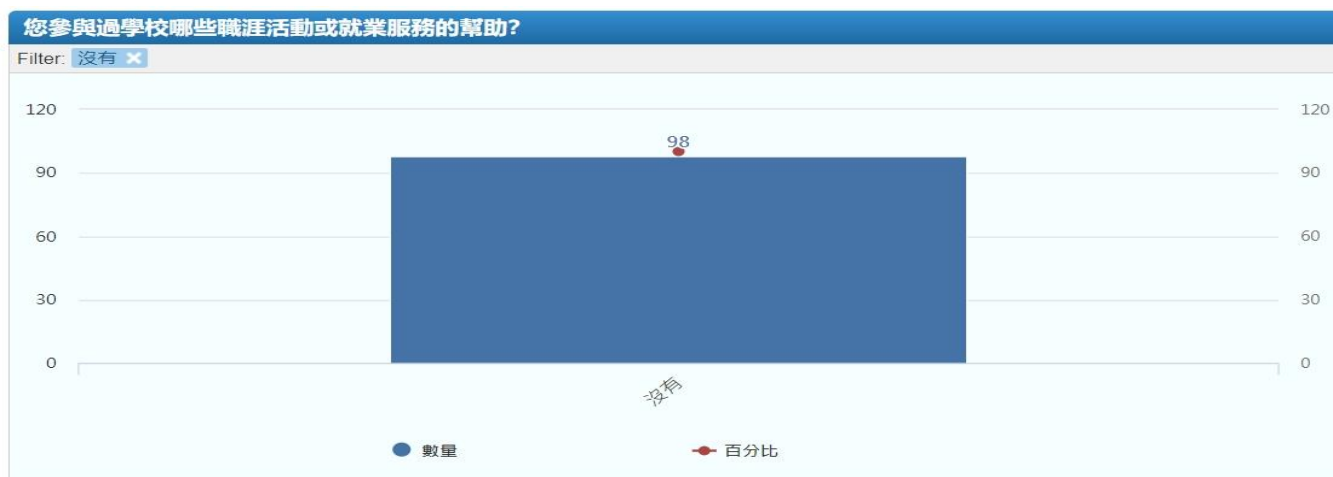 您參與過學校哪些職涯活動或就業服務的幫助?
Filter: 沒有 ×
120 120
98
90 90
60 60
30 30
0 0
沒有
數量 百分比